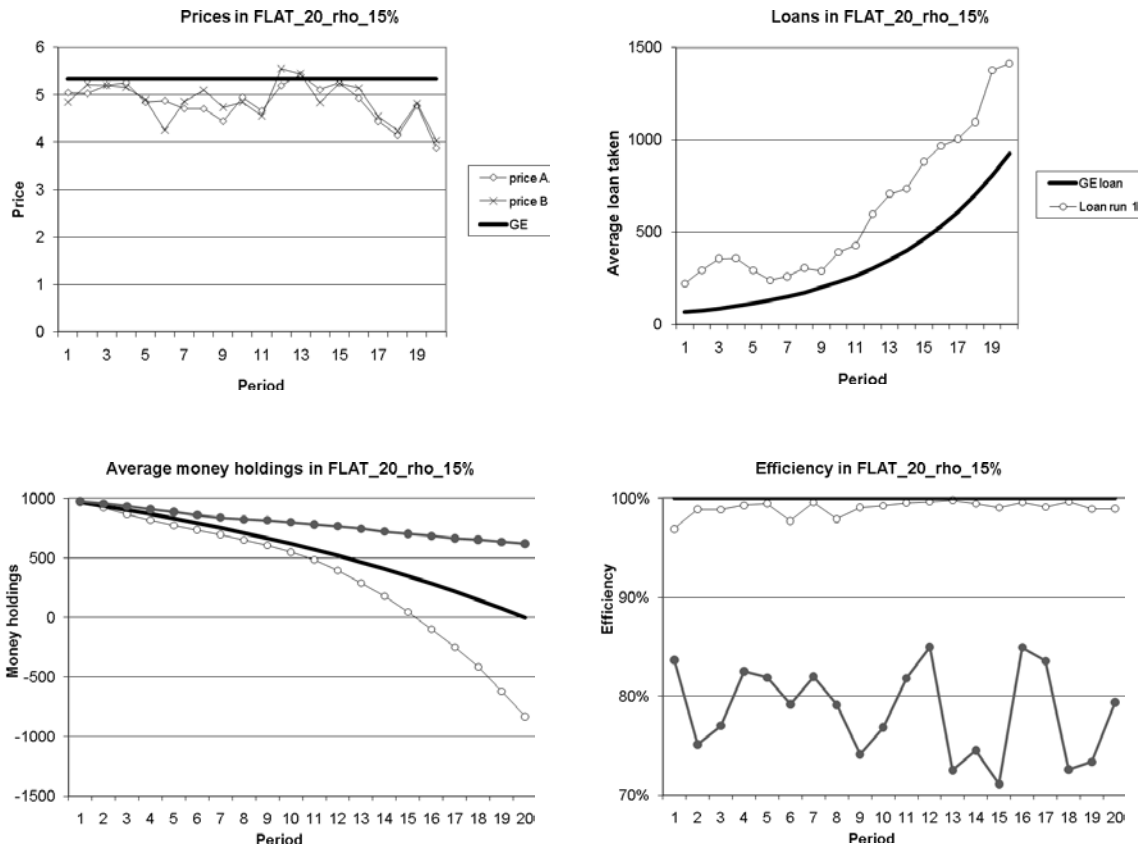 Prices in FLAT_20_rho_15%
6
5
4
3
2
1
0
Price
1 3 5 7 9 11 13 15 17 19
Period
price A.
price B
GE
Loans in FLAT_20_rho_15%
1500
1000
500
0
Average loan taken
1 3 5 7 9 11 13 15 17 19
Period
GE loan
Loan run 1
Average money holdings in FLAT_20_rho_15%
1000
500
0
-500
-1000
-1500
Money holdings
1 2 3 4 5 6 7 8 9 10 11 12 13 14 15 16 17 18 19 20
Period
Efficiency in FLAT_20_rho_15%
100%
90%
80%
70%
Efficiency
1 2 3 4 5 6 7 8 9 10 11 12 13 14 15 16 17 18 19 20
Period